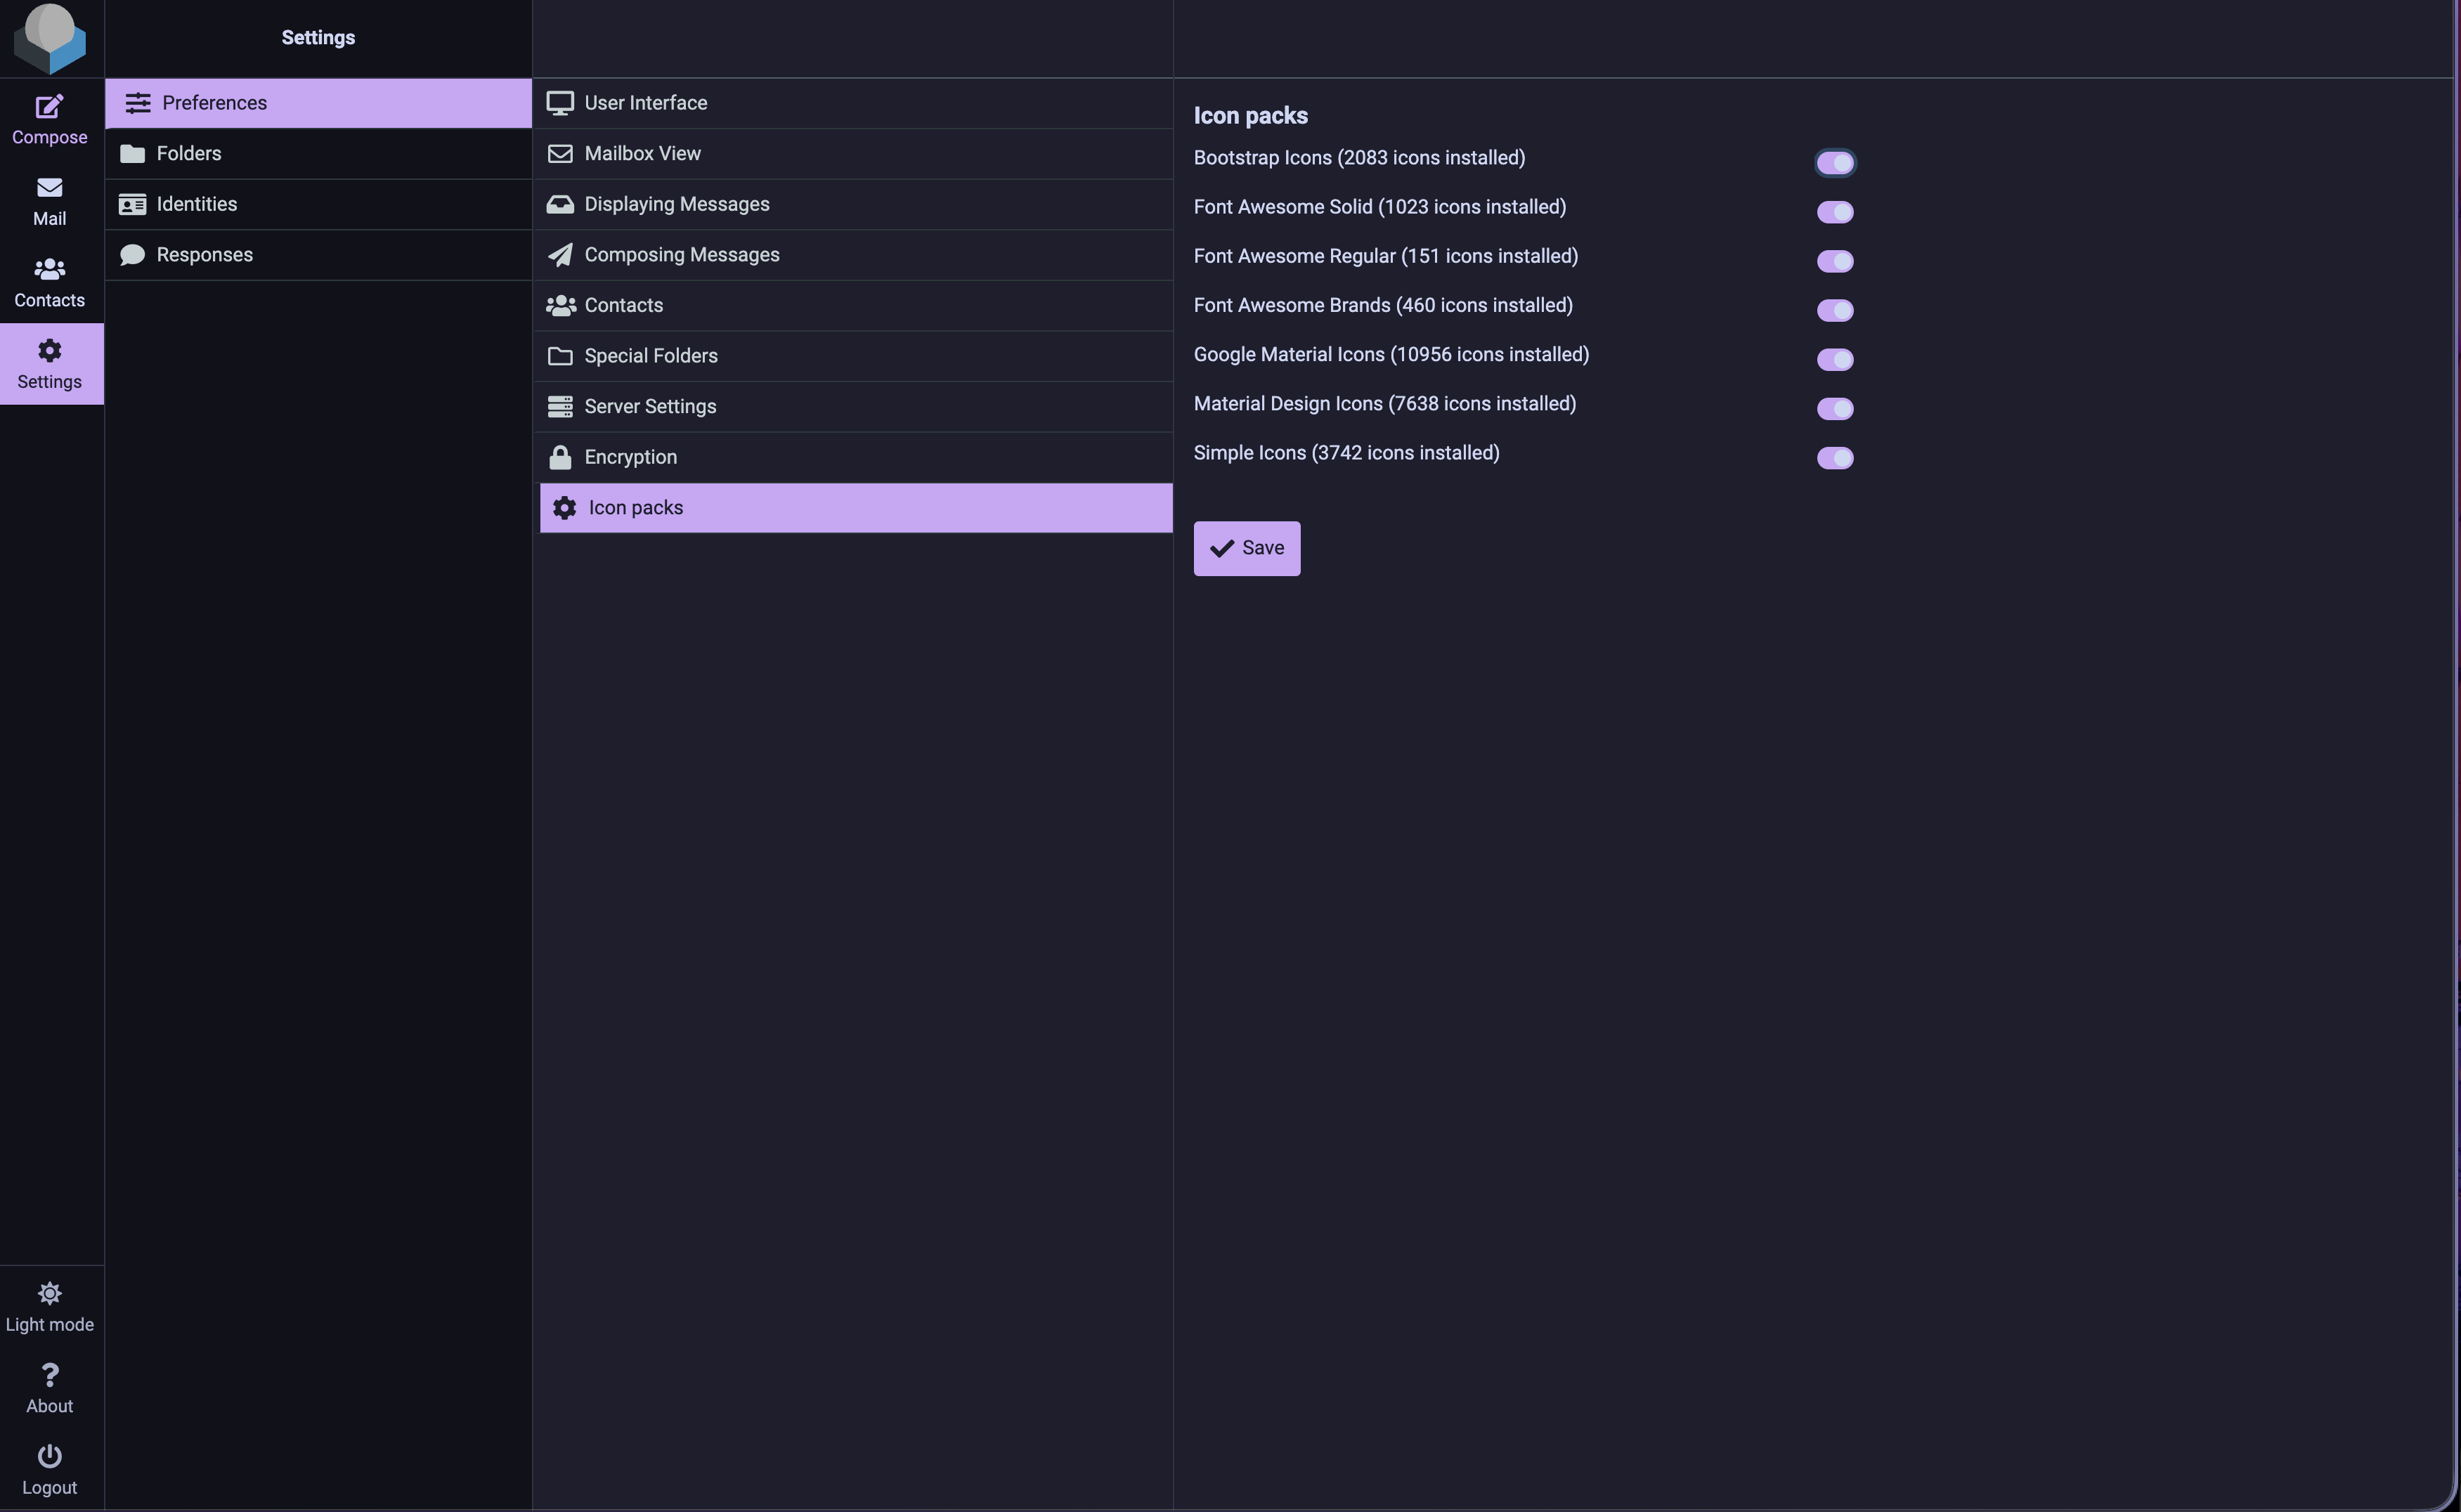 Settings
Compose
Mail
Contacts
Settings
Light mode
About
Logout
Preferences
Folders
Identities
Responses
User Interface
Mailbox View
Displaying Messages
Composing Messages
Contacts
Special Folders
Server Settings
Encryption
Icon packs
Icon packs
Bootstrap Icons (2083 icons installed)
Font Awesome Solid (1023 icons installed)
Font Awesome Regular (151 icons installed)
Font Awesome Brands (460 icons installed)
Google Material Icons (10956 icons installed)
Material Design Icons (7638 icons installed)
Simple Icons (3742 icons installed)
Save